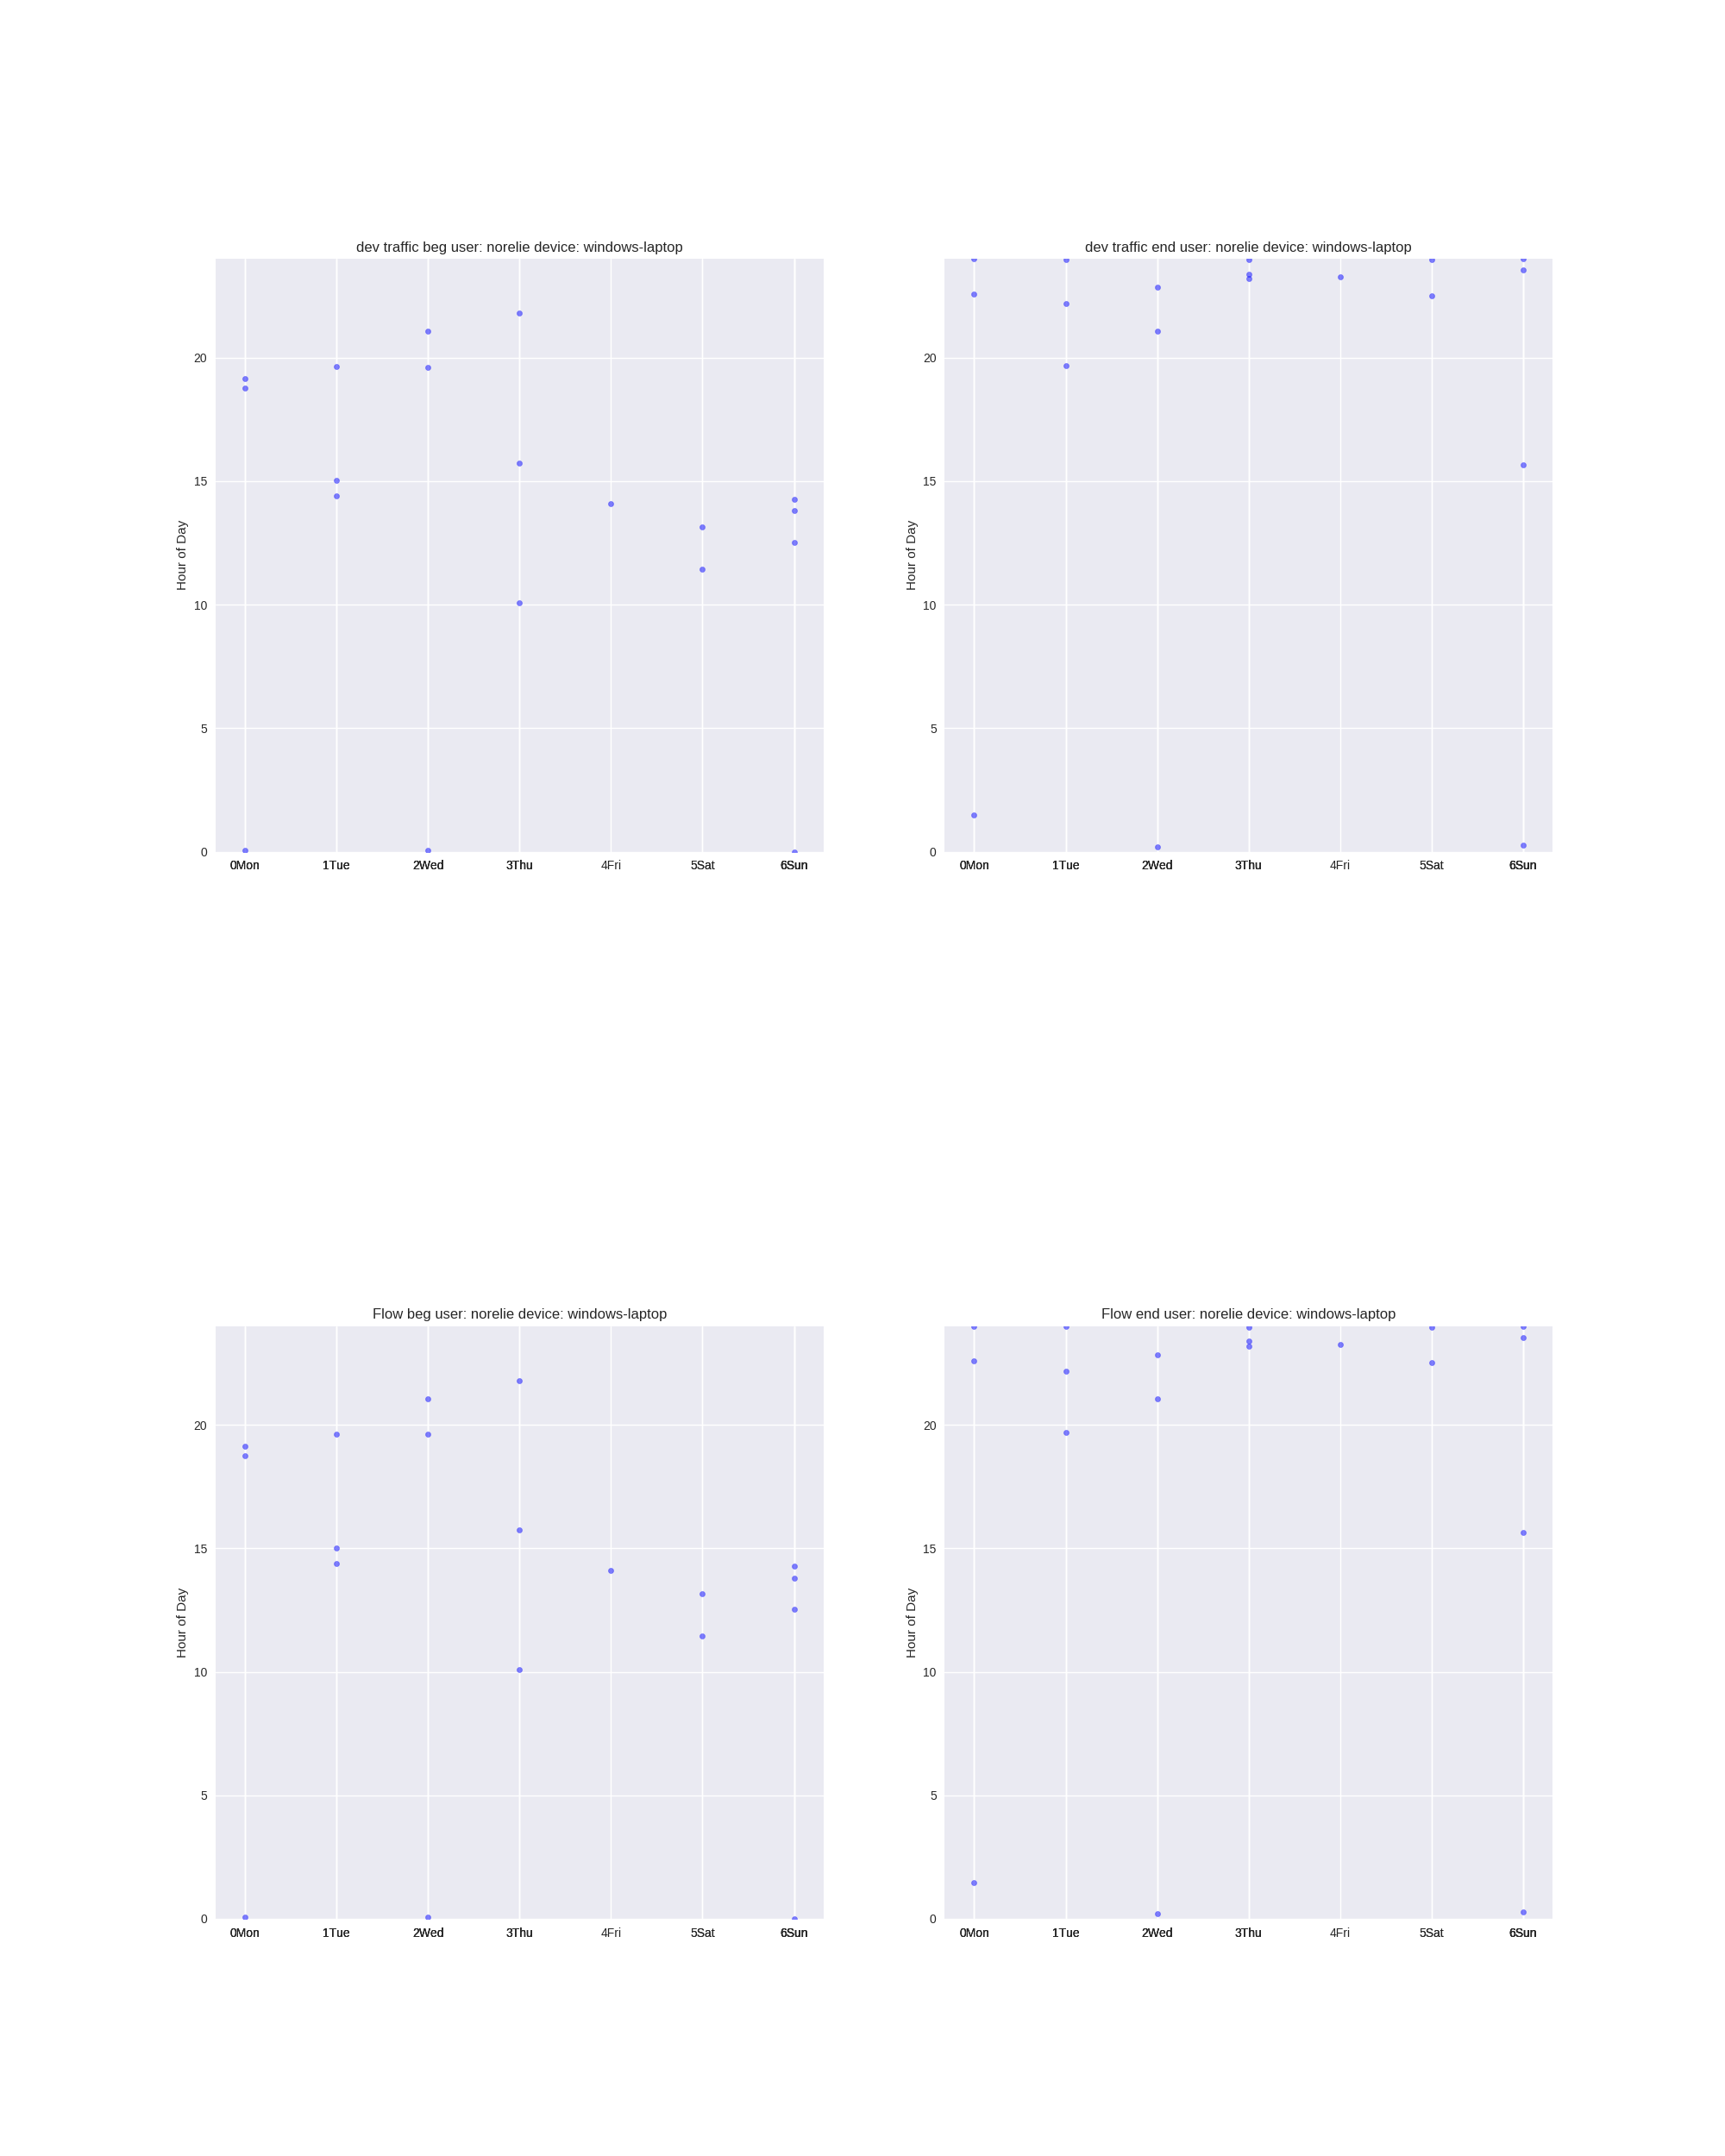 dev traffic beg user: norelie device: windows-laptop
Hour of Day
20
15
10
5
0
0Mon 1Tue 2Wed 3Thu 4Fri 5Sat 6Sun
dev traffic end user: norelie device: windows-laptop
Hour of Day
20
15
10
5
0
0Mon 1Tue 2Wed 3Thu 4Fri 5Sat 6Sun
Flow beg user: norelie device: windows-laptop
Hour of Day
20
15
10
5
0
0Mon 1Tue 2Wed 3Thu 4Fri 5Sat 6Sun
Flow end user: norelie device: windows-laptop
Hour of Day
20
15
10
5
0
0Mon 1Tue 2Wed 3Thu 4Fri 5Sat 6Sun